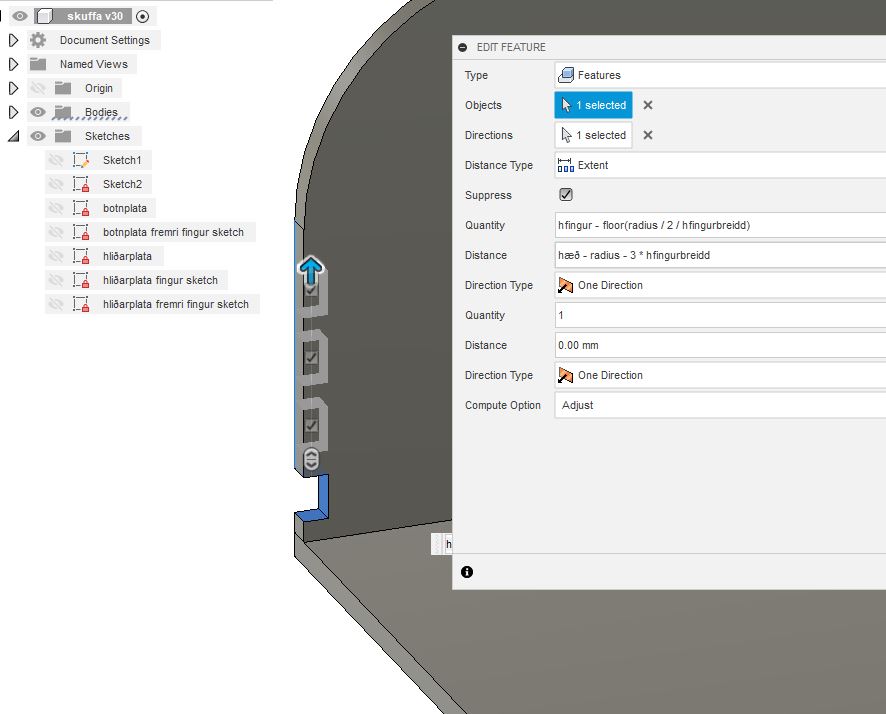 skuffa v30
Document Settings
Named Views
Origin
Bodies
Sketches
Sketch1
Sketch2
botnplata
botnplata fremri fingur sketch
hliðarplata
hliðarplata fingur sketch
hliðarplata fremri fingur sketch
EDIT FEATURE
Type Features
Objects 1 selected
Directions 1 selected
Distance Type Extent
Suppress
Quantity hfingur - floor(radius / 2 / hfingurbreidd)
Distance hæð - radius - 3 * hfingurbreidd
Direction Type One Direction
Quantity 1
Distance 0.00 mm
Direction Type One Direction
Compute Option Adjust
h